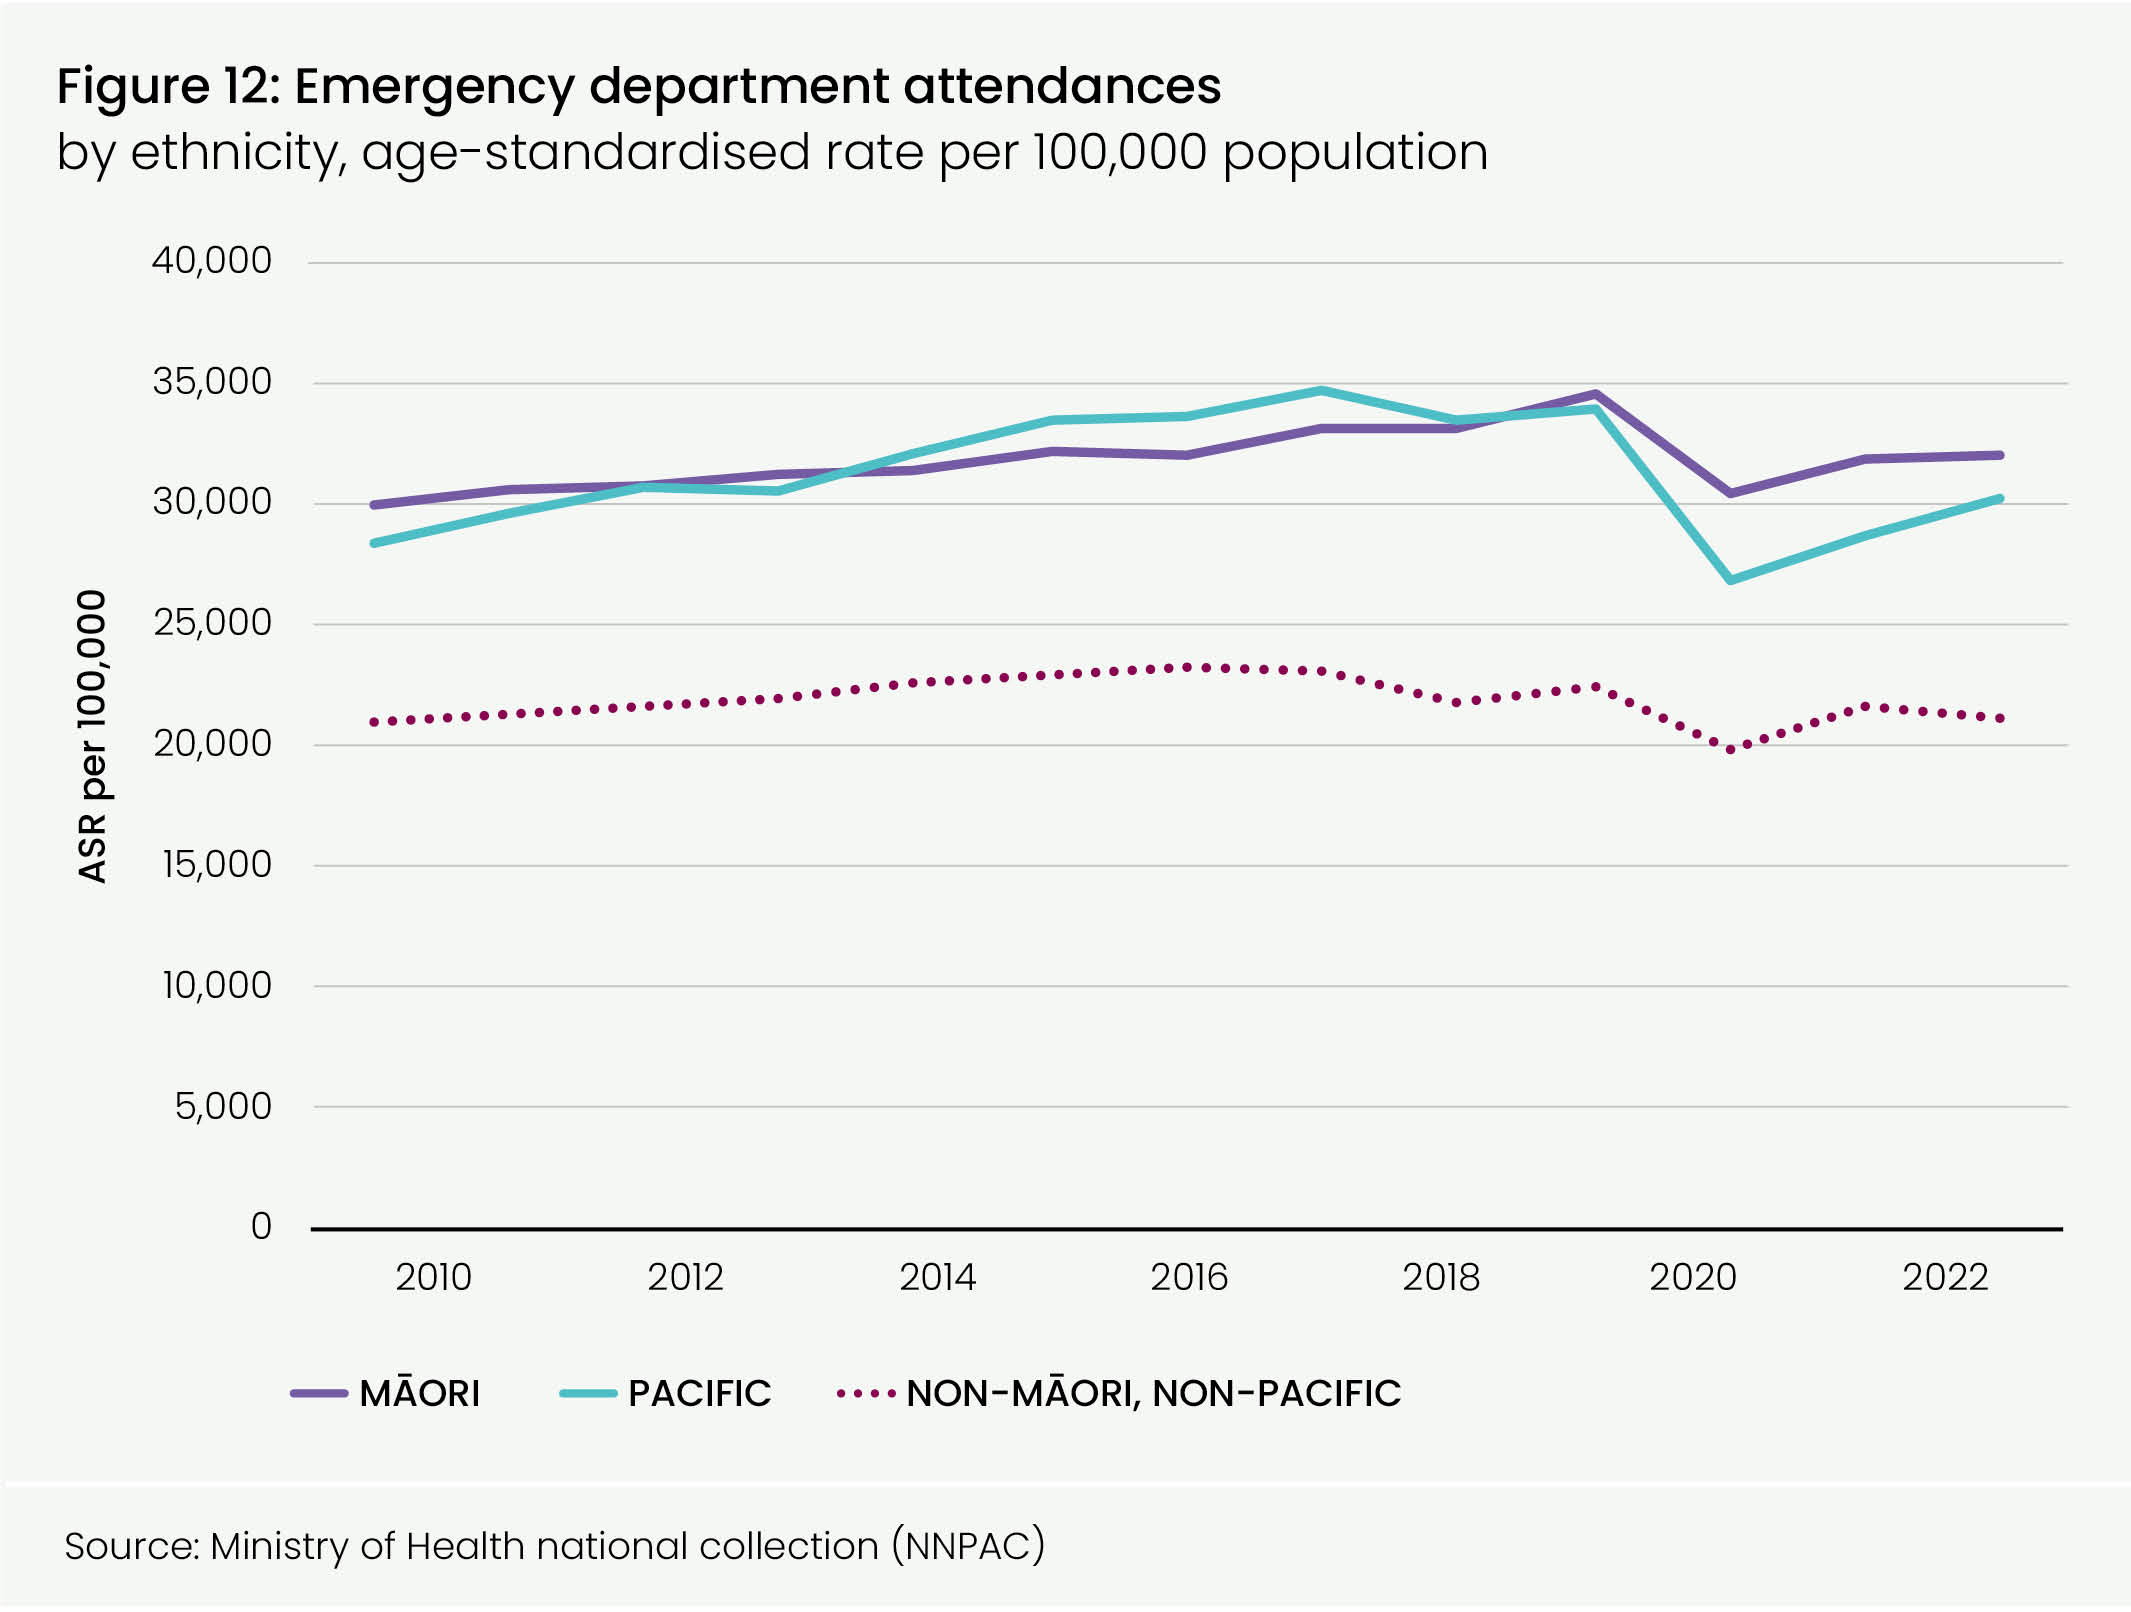 Figure 12: Emergency department attendances
by ethnicity, age-standardised rate per 100,000 population
40,000
35,000
30,000
25,000
20,000
15,000
10,000
5,000
0
ASR per 100,000
2010 2012 2014 2016 2018 2020 2022
MĀORI PACIFIC NON-MĀORI, NON-PACIFIC
Source: Ministry of Health national collection (NNPAC)